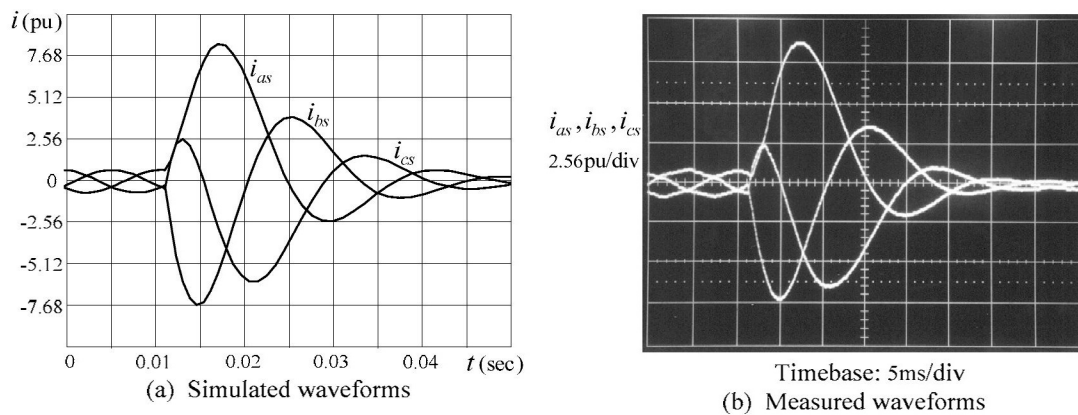 i (pu)
7.68
5.12
2.56
0
-2.56
-5.12
-7.68
i_as
i_bs
i_cs
0 0.01 0.02 0.03 0.04 t (sec)
(a) Simulated waveforms
i_as, i_bs, i_cs
2.56pu/div
Timebase: 5ms/div
(b) Measured waveforms